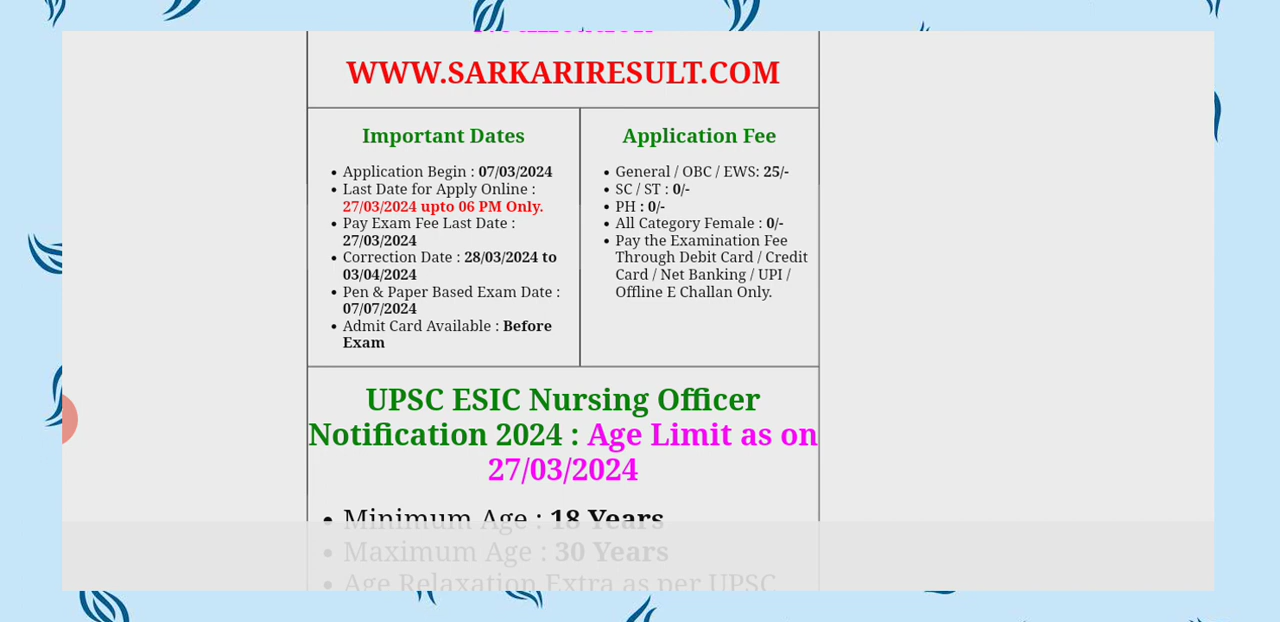 WWW.SARKARIRESULT.COM
Important Dates
Application Begin : 07/03/2024
Last Date for Apply Online :
27/03/2024 upto 06 PM Only.
Pay Exam Fee Last Date :
27/03/2024
Correction Date : 28/03/2024 to
03/04/2024
Pen & Paper Based Exam Date :
07/07/2024
Admit Card Available : Before
Exam
Application Fee
General / OBC / EWS: 25/-
SC / ST : 0/-
PH : 0/-
All Category Female : 0/-
Pay the Examination Fee
Through Debit Card / Credit
Card / Net Banking / UPI /
Offline E Challan Only.
UPSC ESIC Nursing Officer
Notification 2024 : Age Limit as on
27/03/2024
Minimum Age : 18 Years
Maximum Age : 30 Years
Age Relaxation Extra as per UPSC